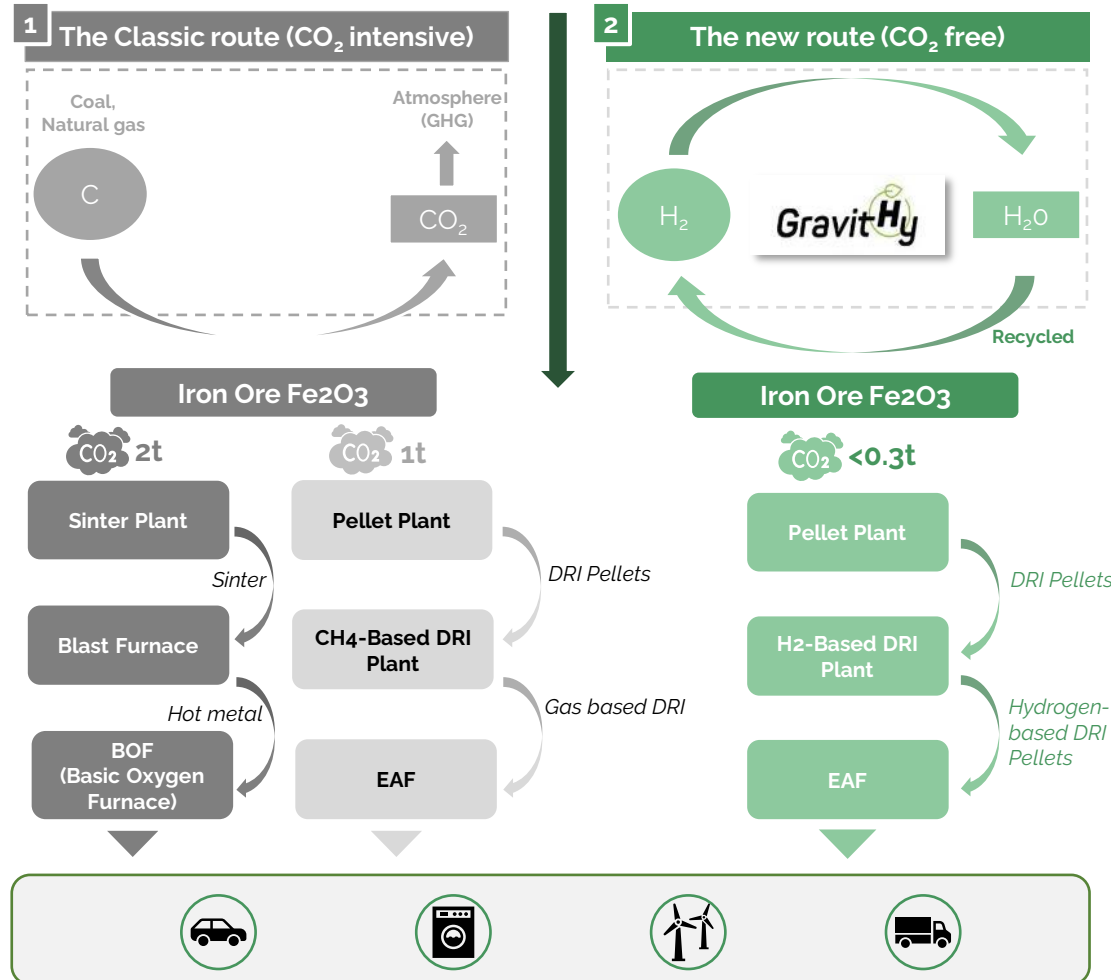 1
The Classic route (CO₂ intensive)
Coal,
Natural gas
C
Atmosphere
(GHG)
CO₂
2
The new route (CO₂ free)
H₂
GravitHy
H₂0
Recycled
Iron Ore Fe2O3
CO₂ 2t
CO₂ 1t
Sinter Plant
Sinter
Blast Furnace
Hot metal
BOF
(Basic Oxygen
Furnace)
Pellet Plant
DRI Pellets
CH4-Based DRI
Plant
Gas based DRI
EAF
Iron Ore Fe2O3
CO₂ <0.3t
Pellet Plant
DRI Pellets
H2-Based DRI
Plant
Hydrogen-
based DRI
Pellets
EAF